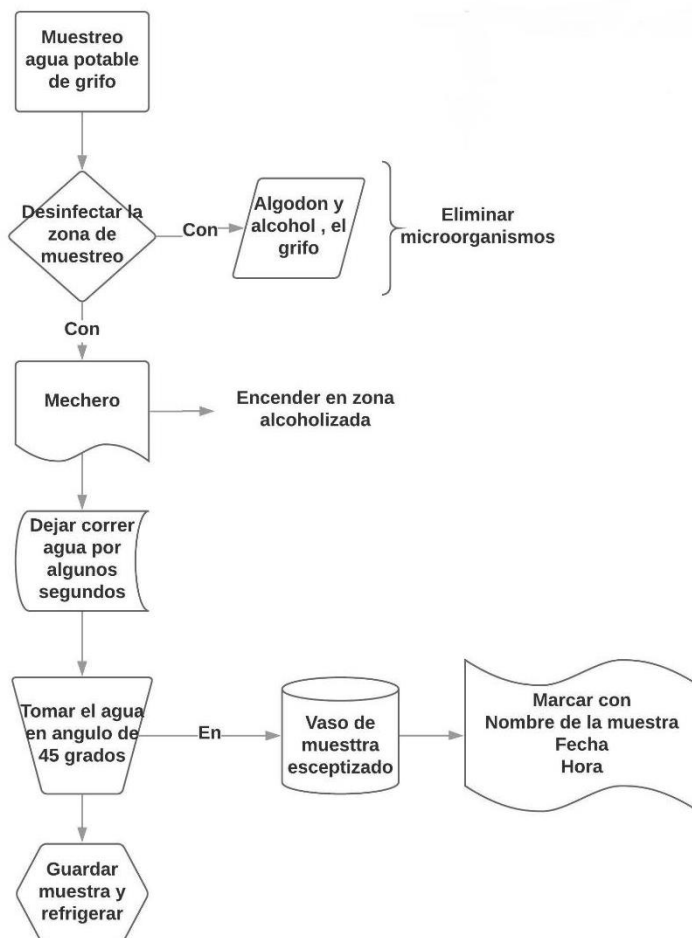 Muestreo
agua potable
de grifo
Desinfectar la
zona de
muestreo
Con
Algodon y
alcohol , el
grifo
Eliminar
microorganismos
Con
Mechero
Encender en zona
alcoholizada
Dejar correr
agua por
algunos
segundos
Tomar el agua
en angulo de
45 grados
En
Vaso de
muesttra
esceptizado
Marcar con
Nombre de la muestra
Fecha
Hora
Guardar
muestra y
refrigerar